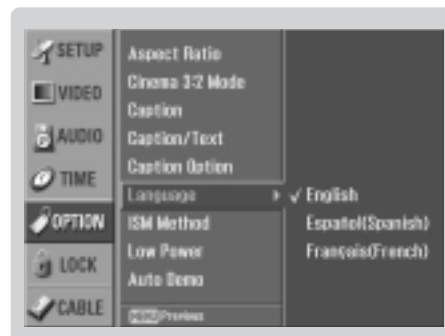 SETUP
VIDEO
AUDIO
TIME
OPTION
LOCK
CABLE
Aspect Ratio
Cinema 3:2 Mode
Caption
Caption/Text
Caption Option
Language
ISM Method
Low Power
Auto Demo
MENU Previous
✓ English
Español(Spanish)
Français(French)